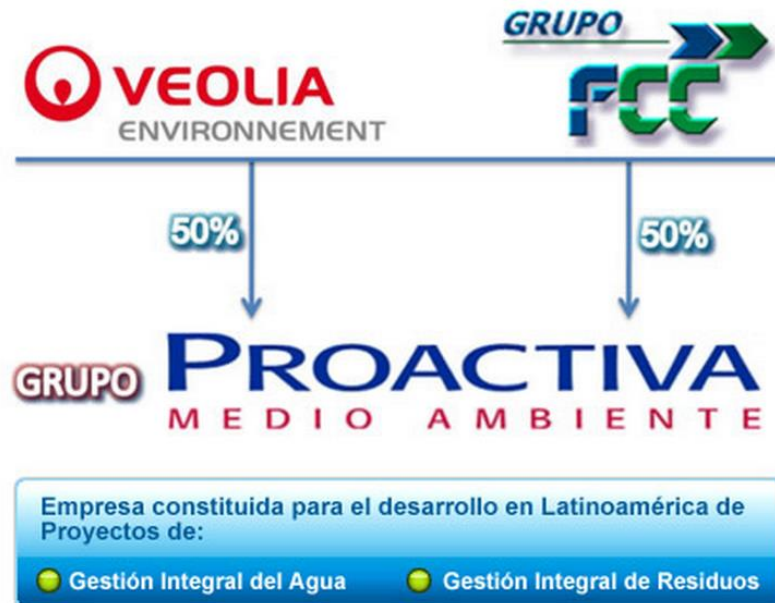 VEOLIA
ENVIRONNEMENT
GRUPO
FCC
50%
50%
GRUPO
PROACTIVA
MEDIO AMBIENTE
Empresa constituida para el desarrollo en Latinoamérica de
Proyectos de:
Gestión Integral del Agua
Gestión Integral de Residuos